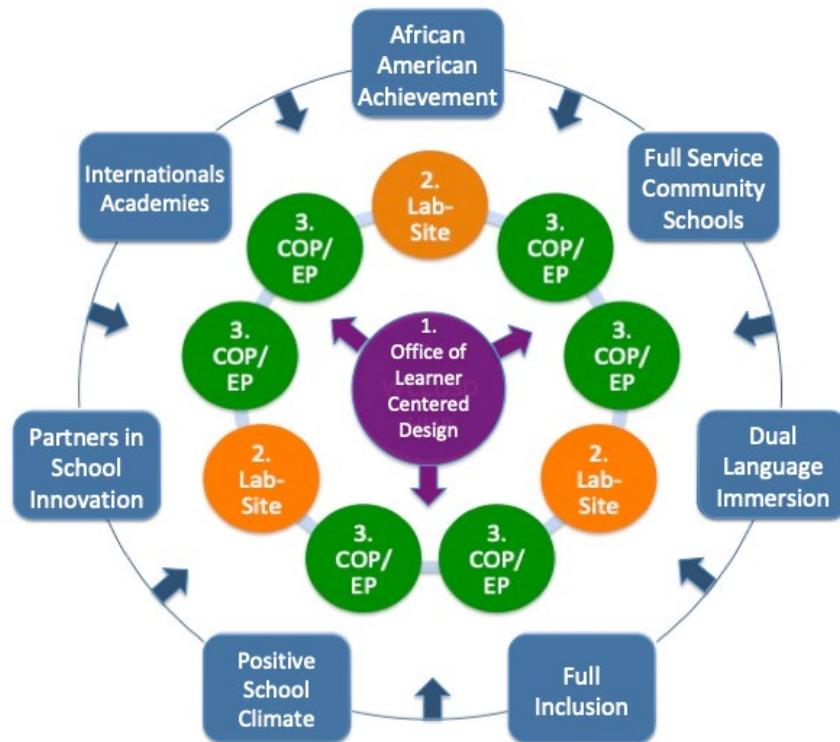 African
American
Achievement
Internationals
Academies
Full Service
Community
Schools
2.
Lab-
Site
3.
COP/
EP
3.
COP/
EP
3.
COP/
EP
3.
COP/
EP
1.
Office of
Learner
Centered
Design
Partners in
School
Innovation
2.
Lab-
Site
2.
Lab-
Site
Dual
Language
Immersion
3.
COP/
EP
3.
COP/
EP
Positive
School
Climate
Full
Inclusion